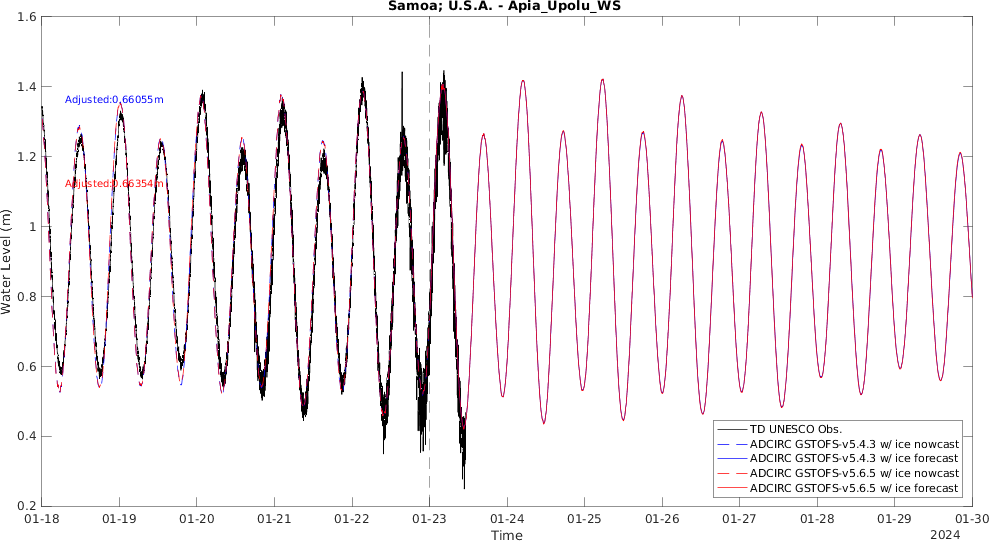 Samoa; U.S.A. - Apia_Upolu_WS
1.6
1.4
1.2
1
0.8
0.6
0.4
0.2
Water Level (m)
Adjusted:0.66055m
Adjusted:0.66354m
TD UNESCO Obs.
ADCIRC GSTOFS-v5.4.3 w/ ice nowcast
ADCIRC GSTOFS-v5.4.3 w/ ice forecast
ADCIRC GSTOFS-v5.6.5 w/ ice nowcast
ADCIRC GSTOFS-v5.6.5 w/ ice forecast
01-18 01-19 01-20 01-21 01-22 01-23 01-24 01-25 01-26 01-27 01-28 01-29 01-30
Time
2024